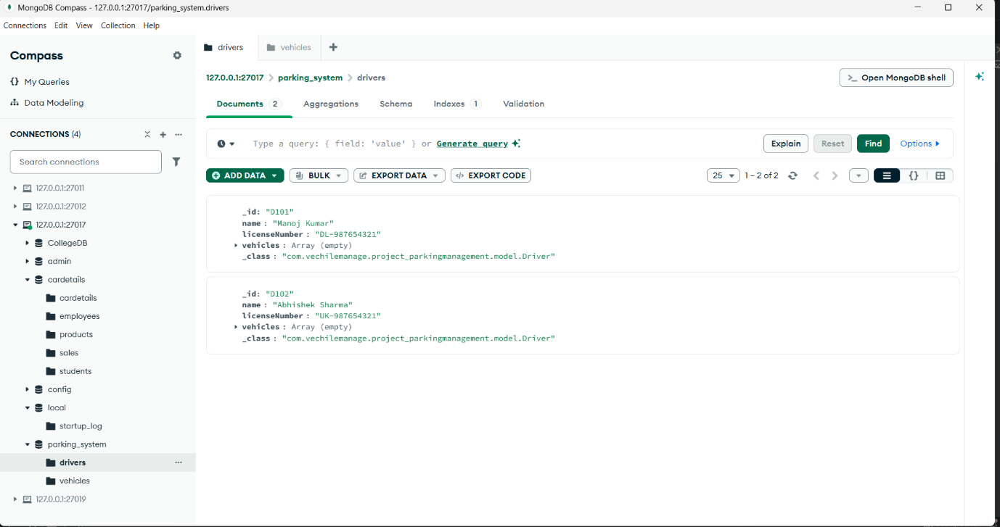 MongoDB Compass - 127.0.0.1:27017/parking_system.drivers
Connections Edit View Collection Help
Compass
{} My Queries
Data Modeling
CONNECTIONS (4)
Search connections
127.0.0.1:27011
127.0.0.1:27012
127.0.0.1:27017
CollegeDB
admin
cardetails
cardetails
employees
products
sales
students
config
local
startup_log
parking_system
drivers
vehicles
127.0.0.1:27019
drivers vehicles
127.0.0.1:27017 > parking_system > drivers
>_ Open MongoDB shell
Documents 2 Aggregations Schema Indexes 1 Validation
Type a query: { field: 'value' } or Generate query
Explain Reset Find Options
ADD DATA BULK EXPORT DATA </> EXPORT CODE
25 1 – 2 of 2 {}
_id: "D101"
name : "Manoj Kumar"
licenseNumber : "DL-987654321"
vehicles : Array (empty)
_class : "com.vechilemanage.project_parkingmanagement.model.Driver"
_id: "D102"
name : "Abhishek Sharma"
licenseNumber : "UK-987654321"
vehicles : Array (empty)
_class : "com.vechilemanage.project_parkingmanagement.model.Driver"